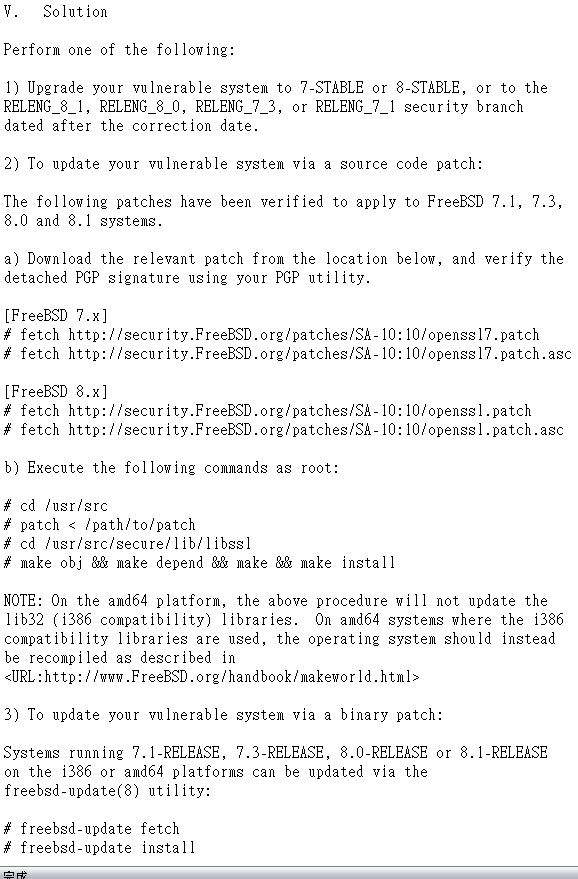 V.   Solution
Perform one of the following:
1) Upgrade your vulnerable system to 7-STABLE or 8-STABLE, or to the
RELENG_8_1, RELENG_8_0, RELENG_7_3, or RELENG_7_1 security branch
dated after the correction date.
2) To update your vulnerable system via a source code patch:
The following patches have been verified to apply to FreeBSD 7.1, 7.3,
8.0 and 8.1 systems.
a) Download the relevant patch from the location below, and verify the
detached PGP signature using your PGP utility.
[FreeBSD 7.x]
# fetch http://security.FreeBSD.org/patches/SA-10:10/openssl7.patch
# fetch http://security.FreeBSD.org/patches/SA-10:10/openssl7.patch.asc
[FreeBSD 8.x]
# fetch http://security.FreeBSD.org/patches/SA-10:10/openssl.patch
# fetch http://security.FreeBSD.org/patches/SA-10:10/openssl.patch.asc
b) Execute the following commands as root:
# cd /usr/src
# patch < /path/to/patch
# cd /usr/src/secure/lib/libssl
# make obj && make depend && make && make install
NOTE: On the amd64 platform, the above procedure will not update the
lib32 (i386 compatibility) libraries.  On amd64 systems where the i386
compatibility libraries are used, the operating system should instead
be recompiled as described in
<URL:http://www.FreeBSD.org/handbook/makeworld.html>
3) To update your vulnerable system via a binary patch:
Systems running 7.1-RELEASE, 7.3-RELEASE, 8.0-RELEASE or 8.1-RELEASE
on the i386 or amd64 platforms can be updated via the
freebsd-update(8) utility:
# freebsd-update fetch
# freebsd-update install
完成